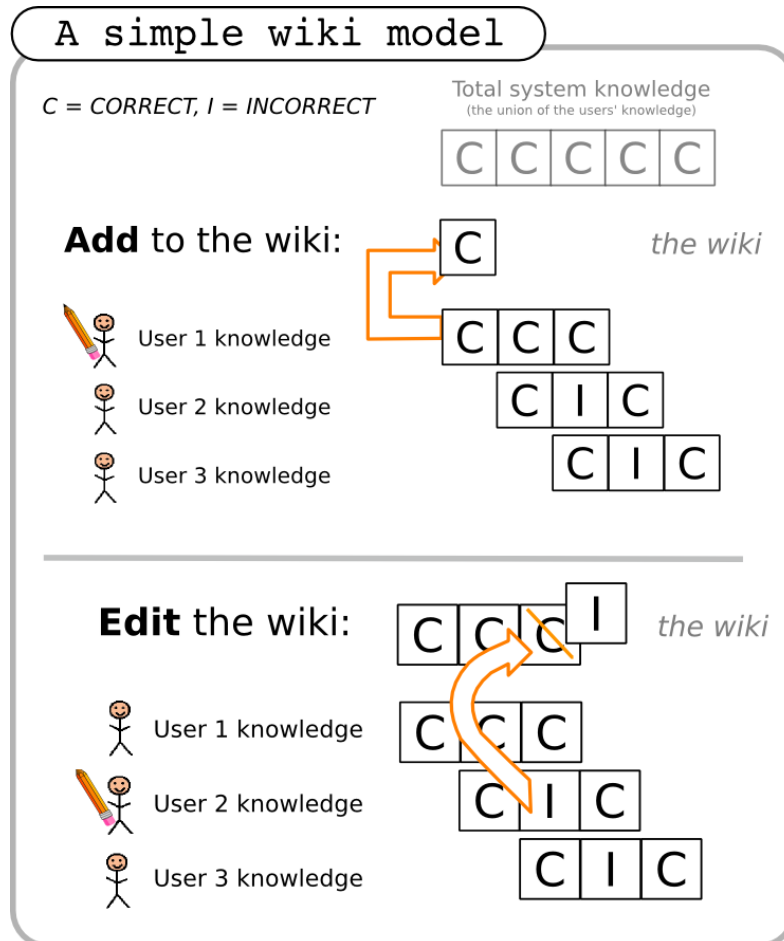 A simple wiki model
C = CORRECT, I = INCORRECT
Total system knowledge
(the union of the users' knowledge)
C C C C C
Add to the wiki:
C
the wiki
User 1 knowledge
C C C
User 2 knowledge
C I C
User 3 knowledge
C I C
Edit the wiki:
C C C I
the wiki
User 1 knowledge
C C C
User 2 knowledge
C I C
User 3 knowledge
C I C